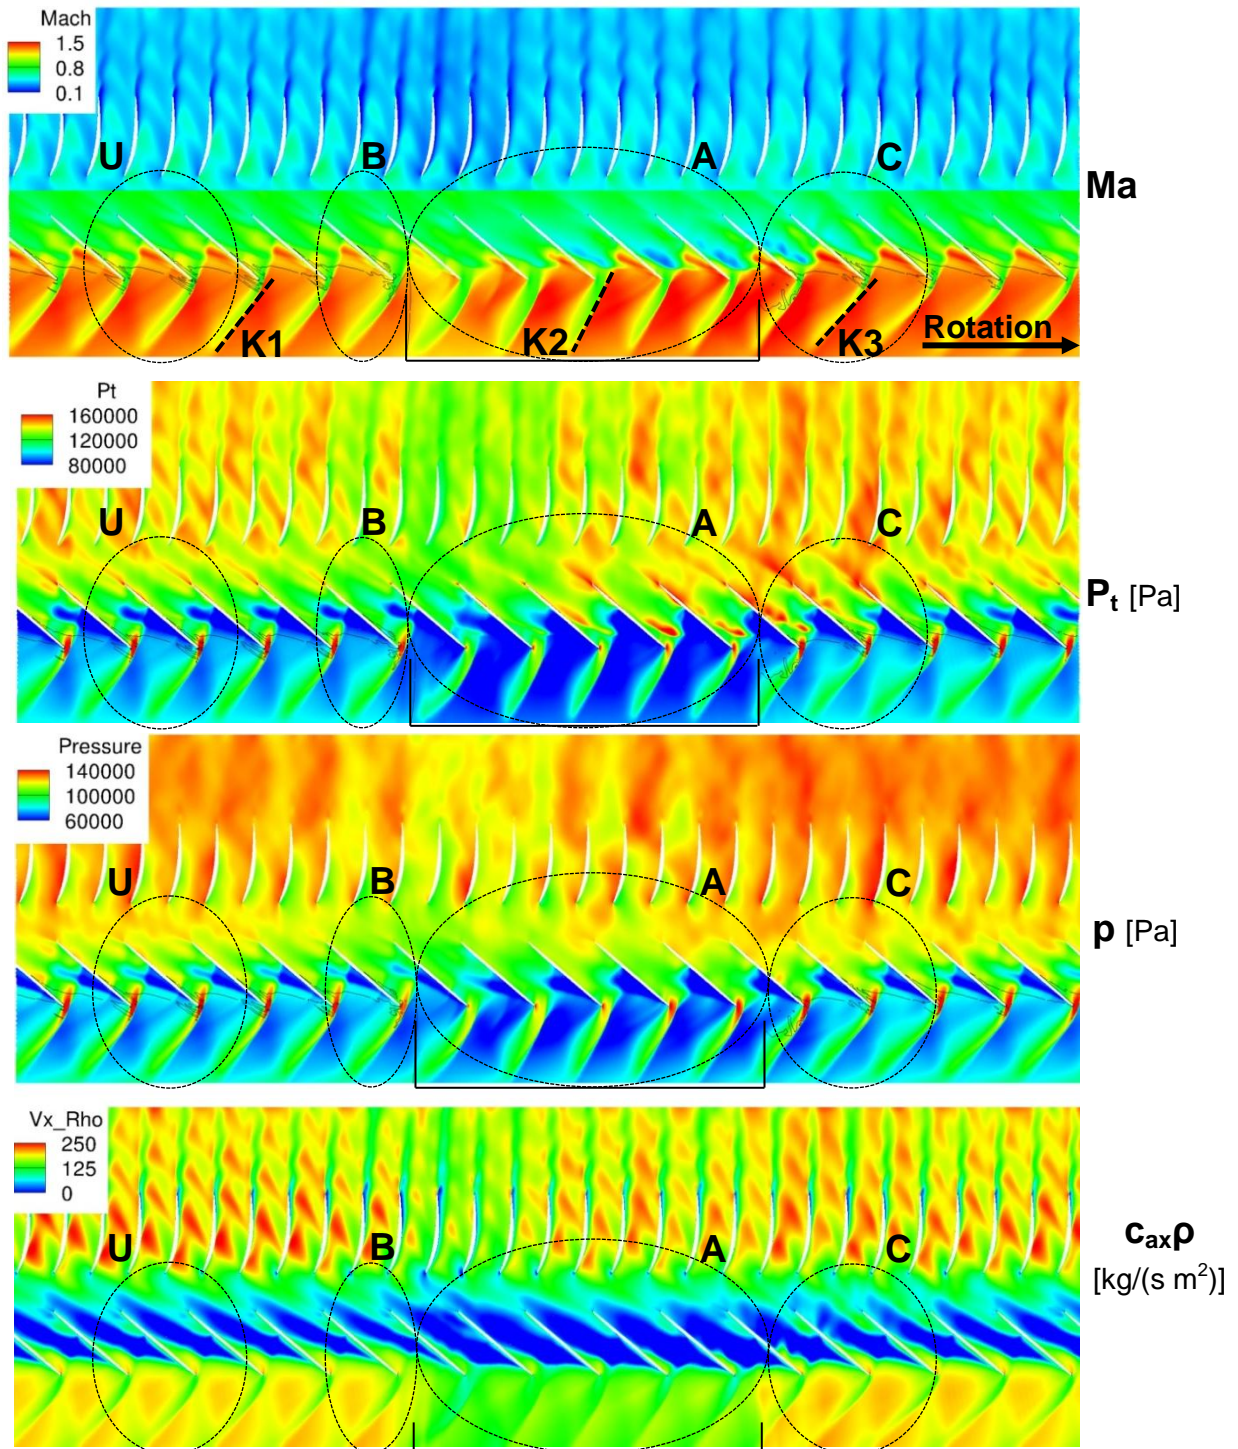 Mach
1.5
0.8
0.1
U
B
A
C
Ma
K1
K2
K3
Rotation
Pt
160000
120000
80000
U
B
A
C
Pt [Pa]
Pressure
140000
100000
60000
U
B
A
C
p [Pa]
Vx_Rho
250
125
0
U
B
A
C
caxρ
[kg/(s m²)]